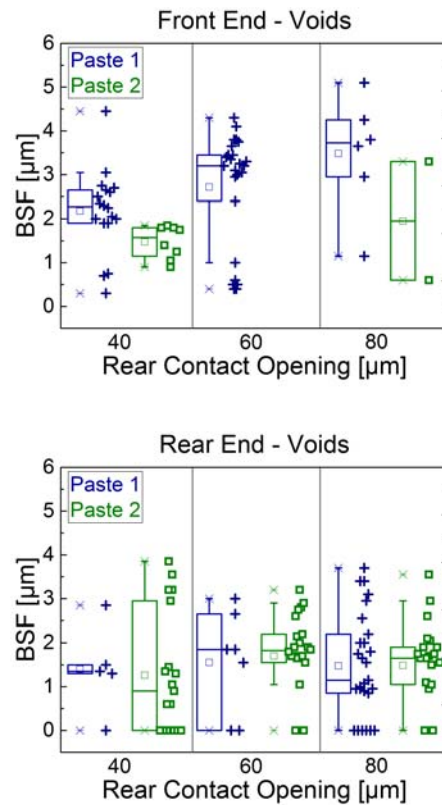 Front End - Voids
6
5
4
3
2
1
0
BSF [µm]
Paste 1
Paste 2
40
60
80
Rear Contact Opening [µm]
Rear End - Voids
6
5
4
3
2
1
0
BSF [µm]
Paste 1
Paste 2
40
60
80
Rear Contact Opening [µm]